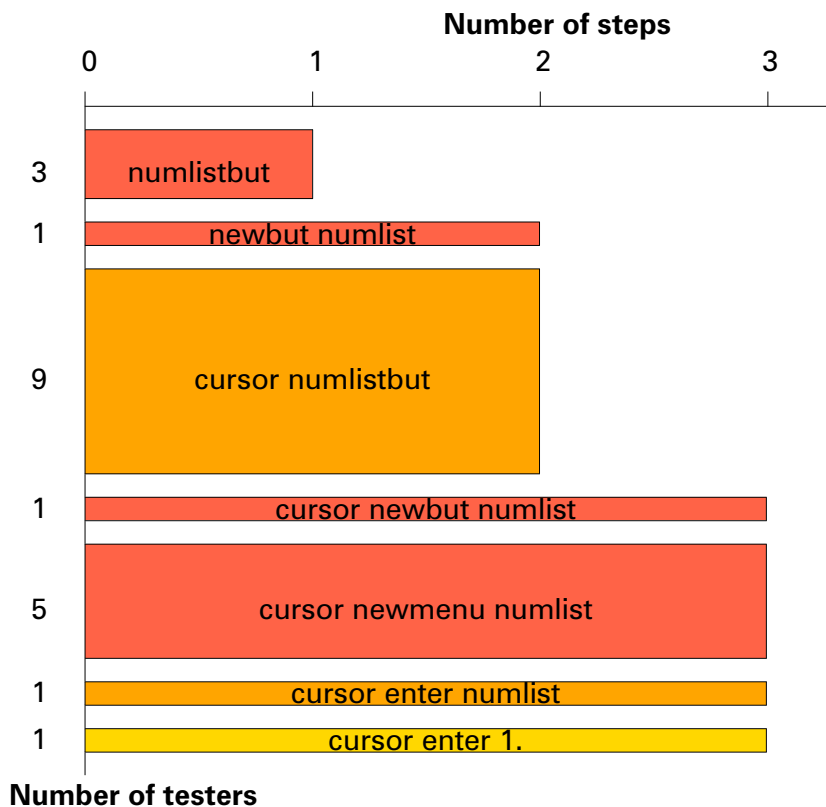 Number of steps
0 1 2 3
3 numlistbut
1 newbut numlist
9 cursor numlistbut
1 cursor newbut numlist
5 cursor newmenu numlist
1 cursor enter numlist
1 cursor enter 1.
Number of testers